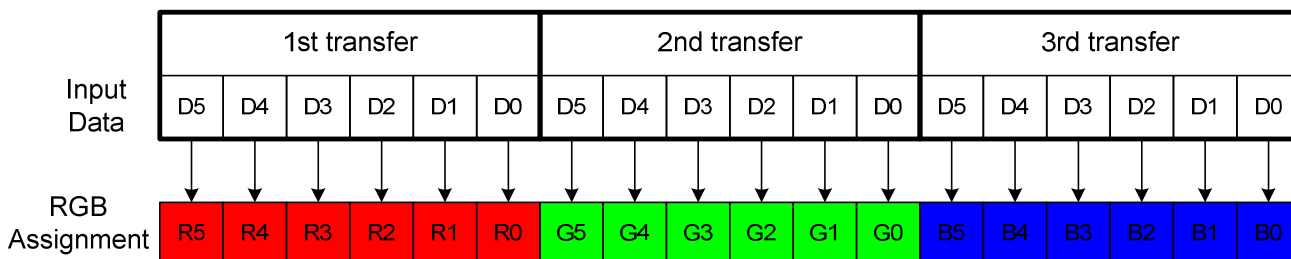 1st transfer 2nd transfer 3rd transfer
Input
Data
D5 D4 D3 D2 D1 D0 D5 D4 D3 D2 D1 D0 D5 D4 D3 D2 D1 D0
RGB
Assignment
R5 R4 R3 R2 R1 R0 G5 G4 G3 G2 G1 G0 B5 B4 B3 B2 B1 B0